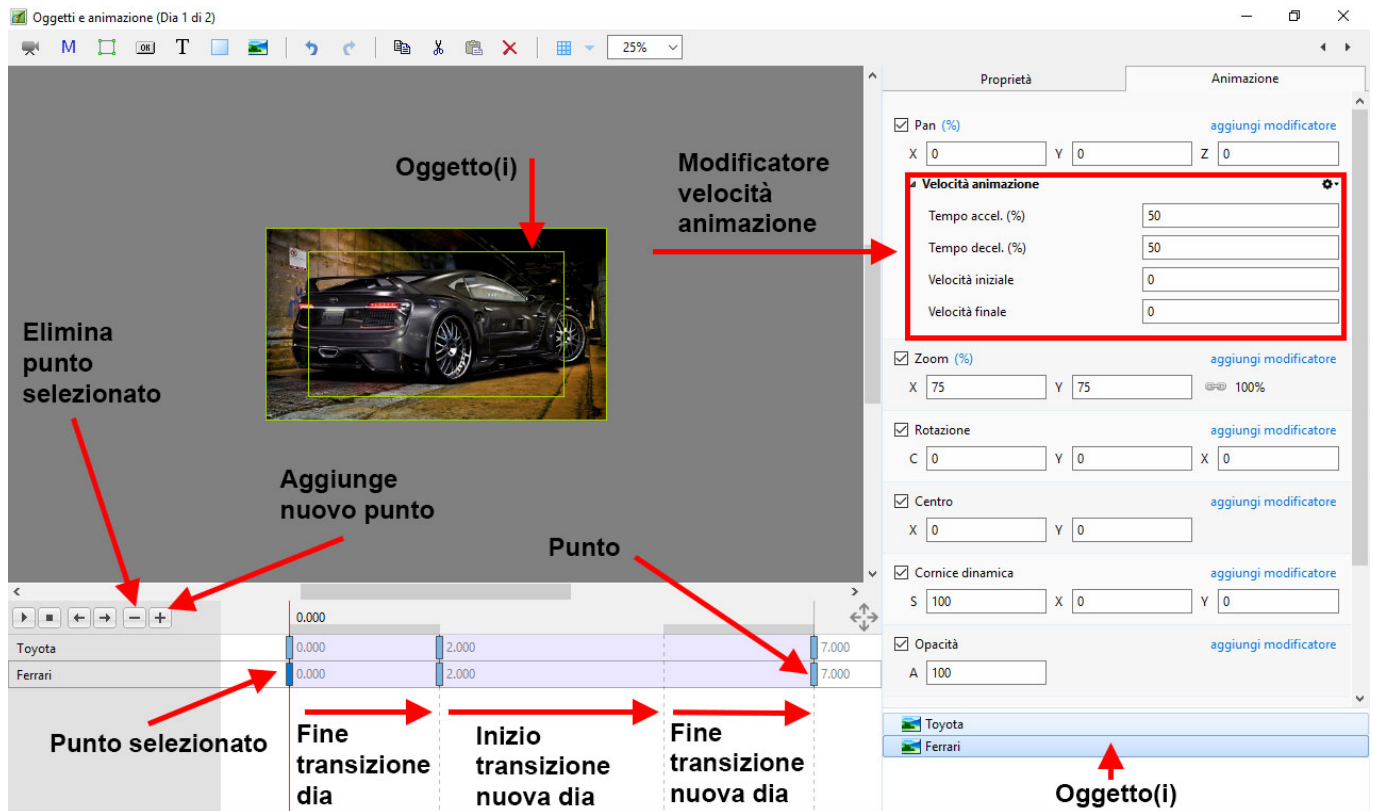 Oggetti e animazione (Dia 1 di 2)
M OK T 25%
Proprietà Animazione
Pan (%) aggiungi modificatore
X 0 Y 0 Z 0
Velocità animazione
Tempo accel. (%) 50
Tempo decel. (%) 50
Velocità iniziale 0
Velocità finale 0
Zoom (%) aggiungi modificatore
X 75 Y 75 100%
Rotazione aggiungi modificatore
C 0 Y 0 X 0
Centro aggiungi modificatore
X 0 Y 0
Cornice dinamica aggiungi modificatore
S 100 X 0 Y 0
Opacità aggiungi modificatore
A 100
Toyota
Ferrari
Oggetto(i)
Oggetto(i)
Modificatore
velocità
animazione
Elimina
punto
selezionato
Aggiunge
nuovo punto
Punto
0.000
Toyota 0.000 2.000 7.000
Ferrari 0.000 2.000 7.000
Punto selezionato
Fine
transizione
dia
Inizio
transizione
nuova dia
Fine
transizione
nuova dia